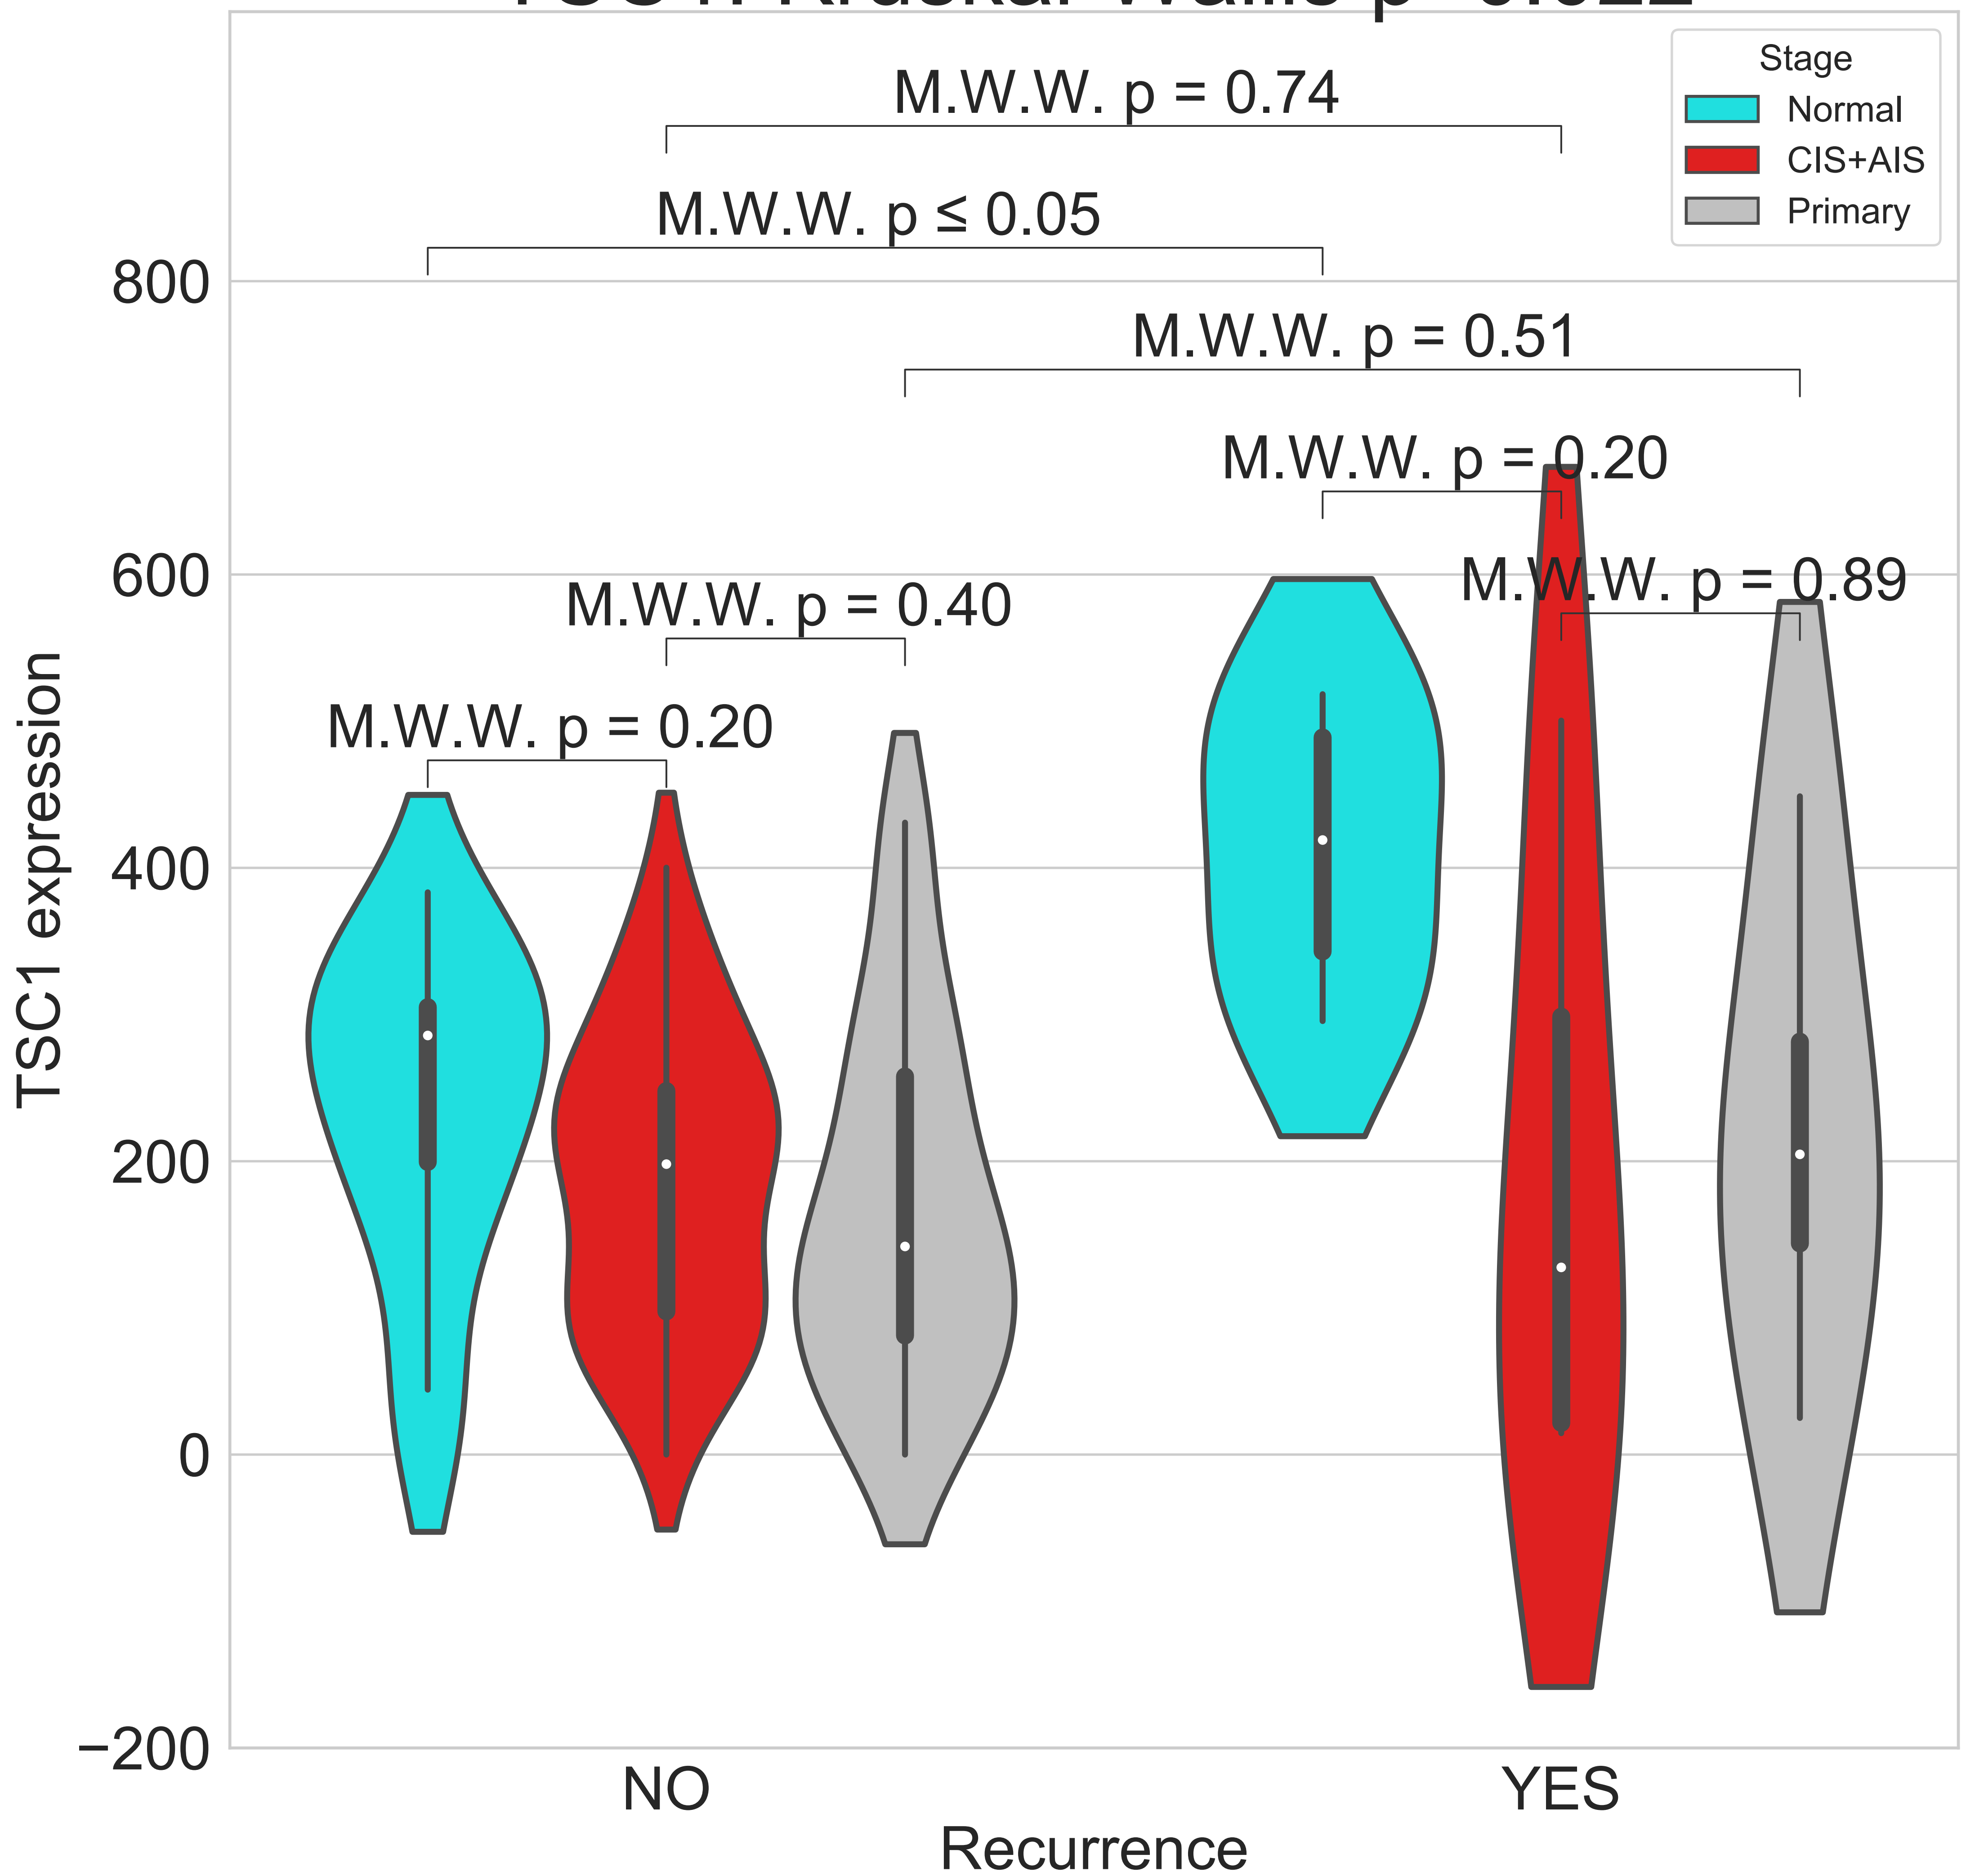 Stage
Normal
CIS+AIS
Primary
M.W.W. p = 0.74
M.W.W. p ≤ 0.05
M.W.W. p = 0.51
M.W.W. p = 0.20
M.W.W. p = 0.89
M.W.W. p = 0.40
M.W.W. p = 0.20
TSC1 expression
800
600
400
200
0
−200
NO
YES
Recurrence